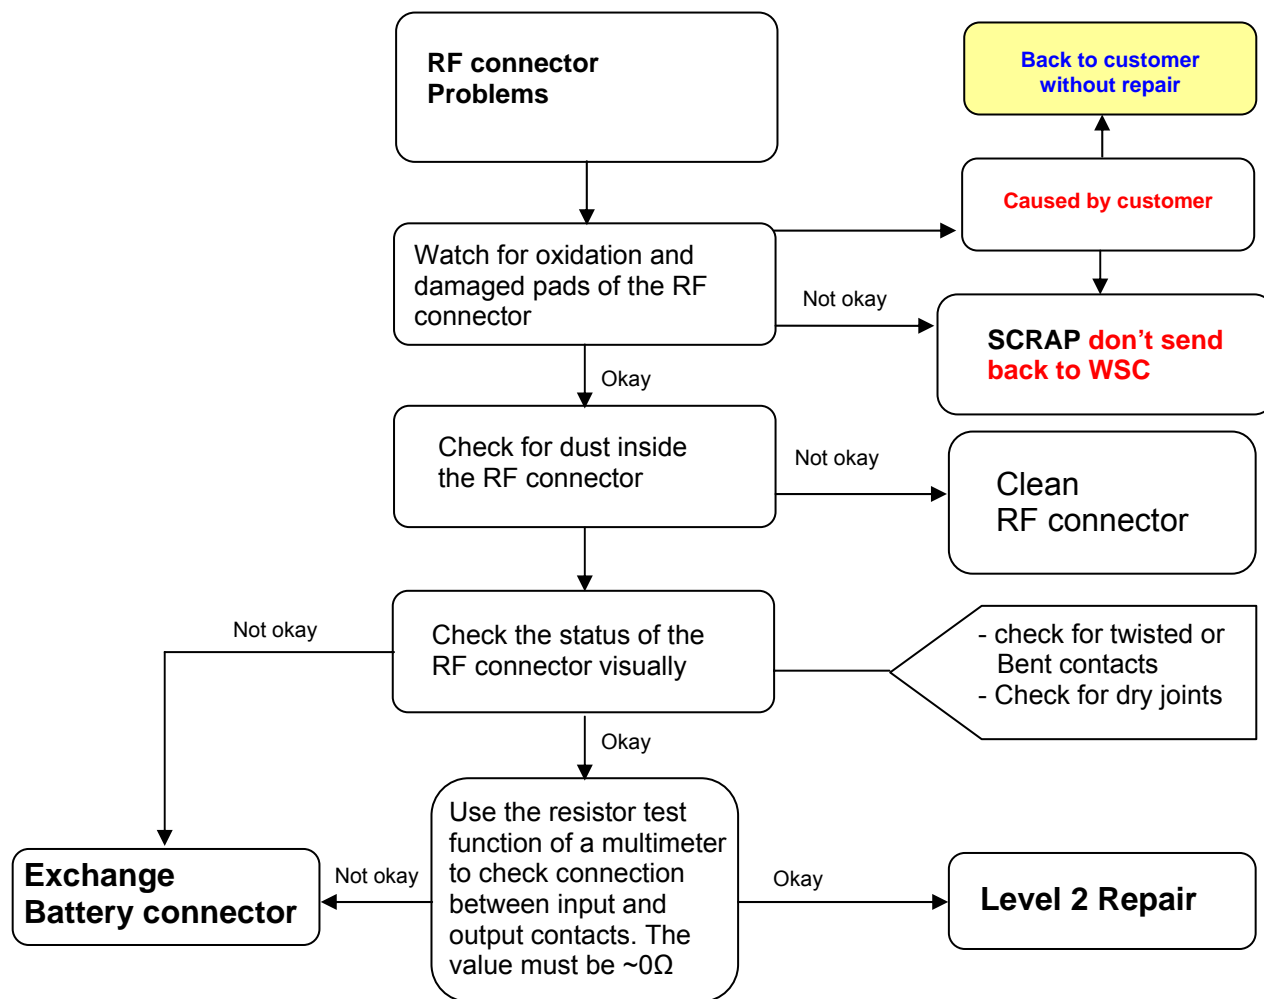 RF connector
Problems
Back to customer
without repair
Caused by customer
Watch for oxidation and
damaged pads of the RF
connector
Not okay
SCRAP don’t send
back to WSC
Okay
Check for dust inside
the RF connector
Not okay
Clean
RF connector
Not okay
Check the status of the
RF connector visually
- check for twisted or
Bent contacts
- Check for dry joints
Okay
Use the resistor test
function of a multimeter
to check connection
between input and
output contacts. The
value must be ~0Ω
Not okay
Exchange
Battery connector
Okay
Level 2 Repair